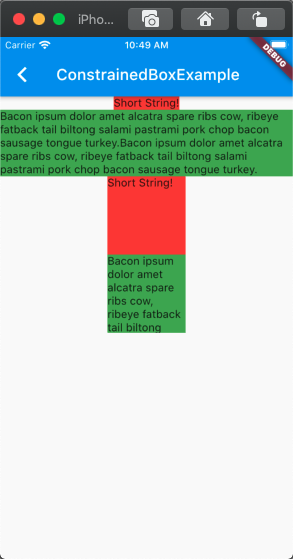 iPho...
Carrier 10:49 AM
DEBUG
ConstrainedBoxExample
Short String!
Bacon ipsum dolor amet alcatra spare ribs cow, ribeye
fatback tail biltong salami pastrami pork chop bacon
sausage tongue turkey.Bacon ipsum dolor amet alcatra
spare ribs cow, ribeye fatback tail biltong salami
pastrami pork chop bacon sausage tongue turkey.
Short String!
Bacon ipsum
dolor amet
alcatra spare
ribs cow,
ribeye fatback
tail biltong